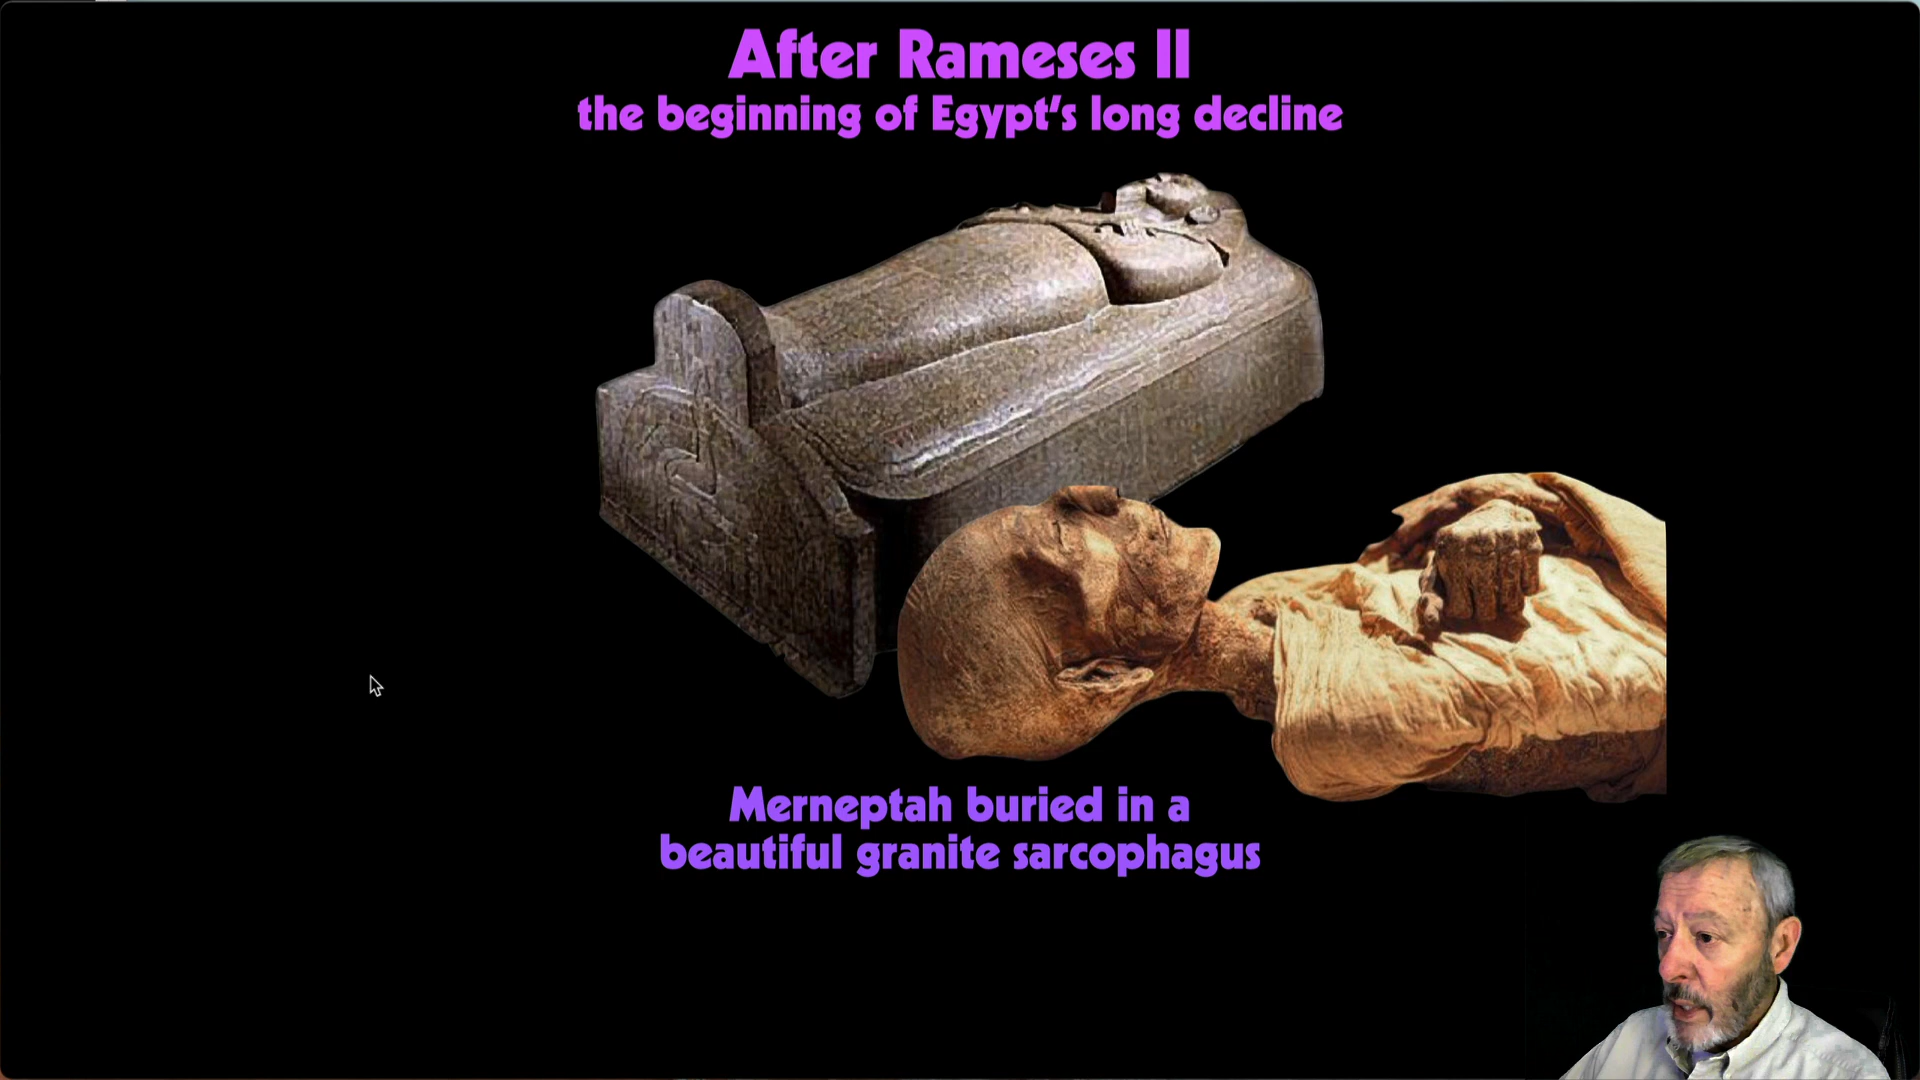 After Rameses II
the beginning of Egypt's long decline
Merneptah buried in a
beautiful granite sarcophagus